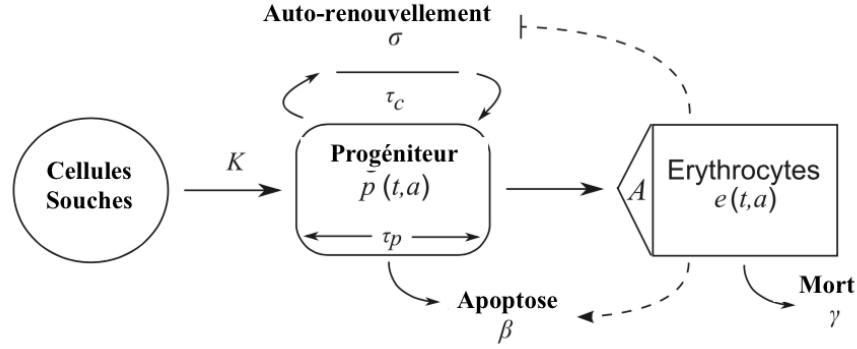 Auto-renouvellement
σ
τc
Cellules
Souches
K
Progéniteur
p̄ (t,a)
τp
A
Erythrocytes
e(t,a)
Apoptose
β
Mort
γ